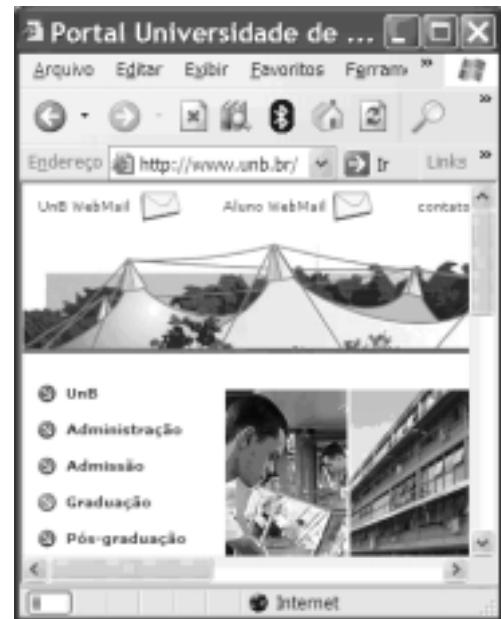 Portal Universidade de ...
Arquivo Editar Exibir Favoritos Ferram »
»
Endereço http://www.unb.br/ Ir Links »
UnB WebMail Aluno WebMail contato
UnB
Administração
Admissão
Graduação
Pós-graduação
Internet